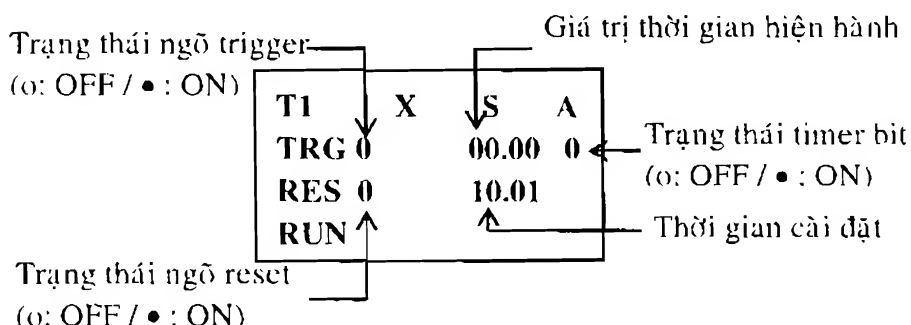 Trạng thái ngõ trigger
(o: OFF / • : ON)
Giá trị thời gian hiện hành
T1 X S A
TRG 0 00.00 0
RES 0 10.01
RUN
Trạng thái timer bit
(o: OFF / • : ON)
Thời gian cài đặt
Trạng thái ngõ reset
(o: OFF / • : ON)